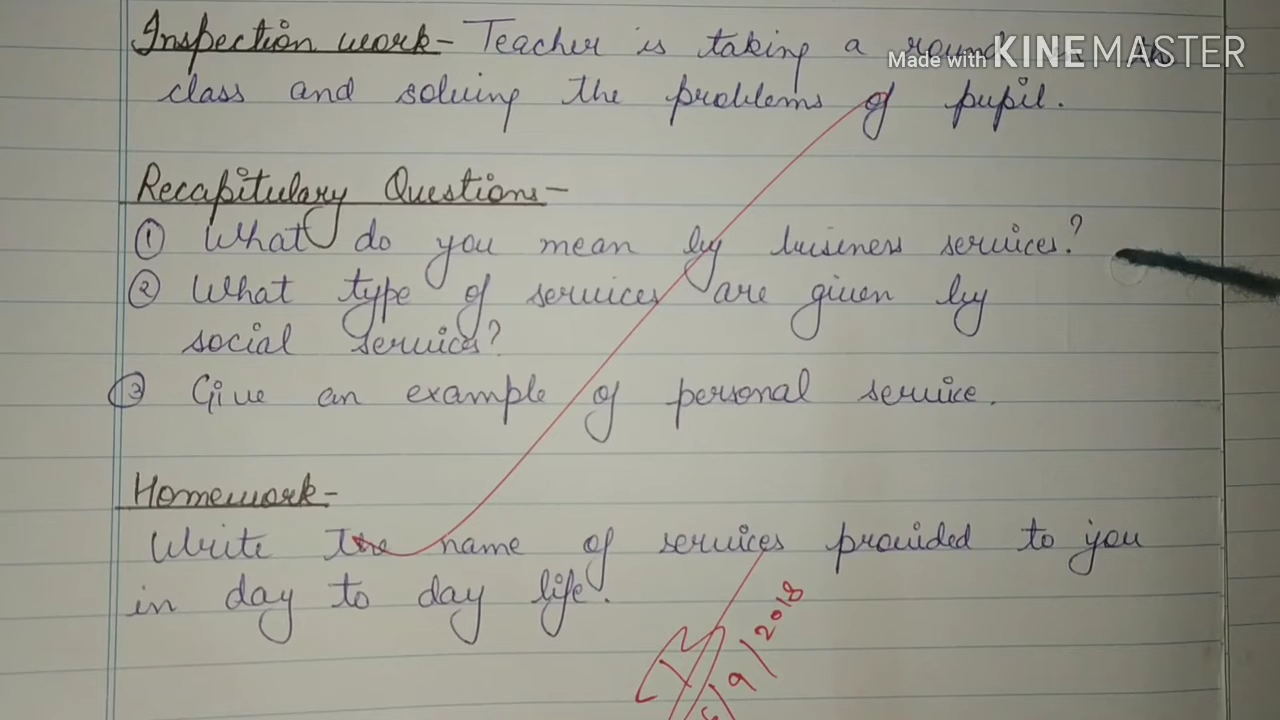 Inspection work- Teacher is taking a round
Made with KINEMASTER
class and solving the problems of pupil.
Recapitulary Questions-
① What do you mean by business services?
② What type of services are given by
social services?
③ Give an example of personal service.
Homework-
Write the name of services provided to you
in day to day life.
/9/2018